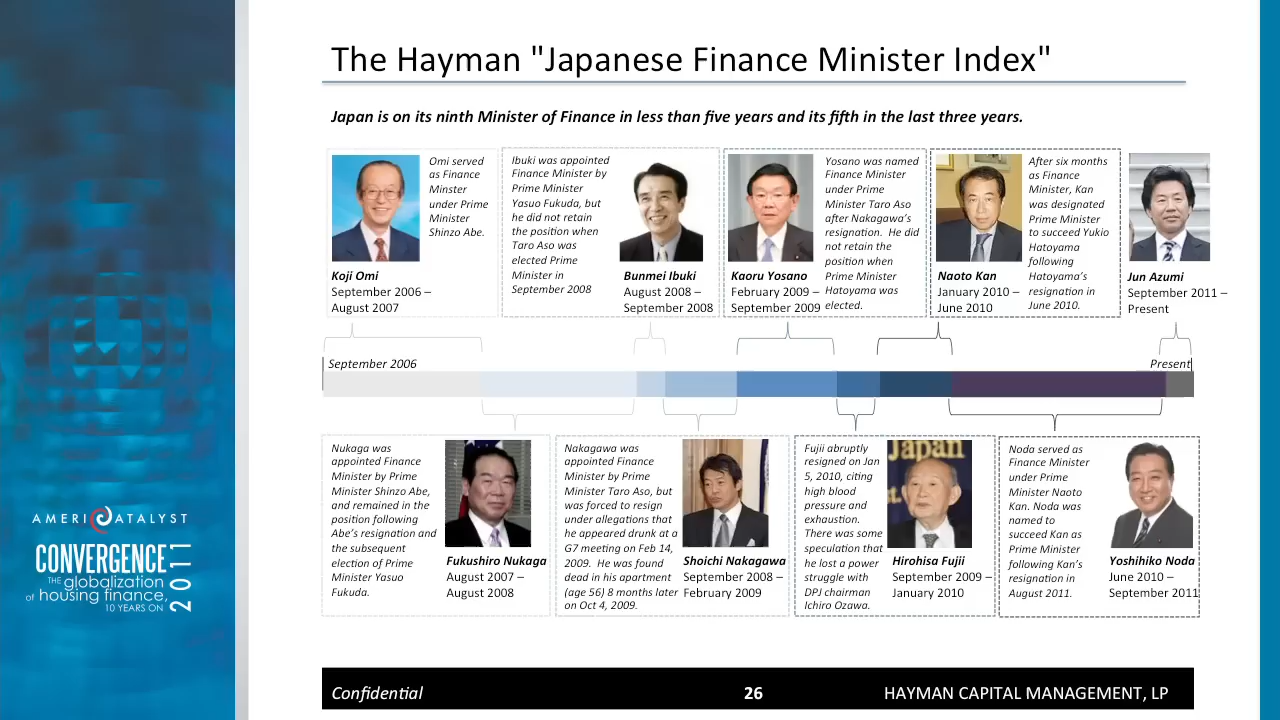 The Hayman "Japanese Finance Minister Index"
Japan is on its ninth Minister of Finance in less than five years and its fifth in the last three years.
Omi served
as Finance
Minster
under Prime
Minister
Shinzo Abe.
Koji Omi
September 2006 –
August 2007
Ibuki was appointed
Finance Minister by
Prime Minister
Yasuo Fukuda, but
he did not retain
the position when
Taro Aso was
elected Prime
Minister in
September 2008
Bunmei Ibuki
August 2008 –
September 2008
Yosano was named
Finance Minister
under Prime
Minister Taro Aso
after Nakagawa's
resignation. He did
not retain the
position when
Prime Minister
Hatoyama was
elected.
Kaoru Yosano
February 2009 –
September 2009
After six months
as Finance
Minister, Kan
was designated
Prime Minister
to succeed Yukio
Hatoyama
following
Hatoyama's
resignation in
June 2010.
Naoto Kan
January 2010 –
June 2010
Jun Azumi
September 2011 –
Present
September 2006
Present
Nukaga was
appointed Finance
Minister by Prime
Minister Shinzo Abe,
and remained in the
position following
Abe's resignation and
the subsequent
election of Prime
Minister Yasuo
Fukuda.
Fukushiro Nukaga
August 2007 –
August 2008
Nakagawa was
appointed Finance
Minister by Prime
Minister Taro Aso, but
was forced to resign
under allegations that
he appeared drunk at a
G7 meeting on Feb 14,
2009. He was found
dead in his apartment
(age 56) 8 months later
on Oct 4, 2009.
Shoichi Nakagawa
September 2008 –
February 2009
Fujii abruptly
resigned on Jan
5, 2010, citing
high blood
pressure and
exhaustion.
There was some
speculation that
he lost a power
struggle with
DPJ chairman
Ichiro Ozawa.
Japan
Hirohisa Fujii
September 2009 –
January 2010
Noda served as
Finance Minister
under Prime
Minister Naoto
Kan. Noda was
named to
succeed Kan as
Prime Minister
following Kan's
resignation in
August 2011.
Yoshihiko Noda
June 2010 –
September 2011
AMERICATALYST
CONVERGENCE
THE globalization
of housing finance,
10 YEARS ON
2011
Confidential
26
HAYMAN CAPITAL MANAGEMENT, LP